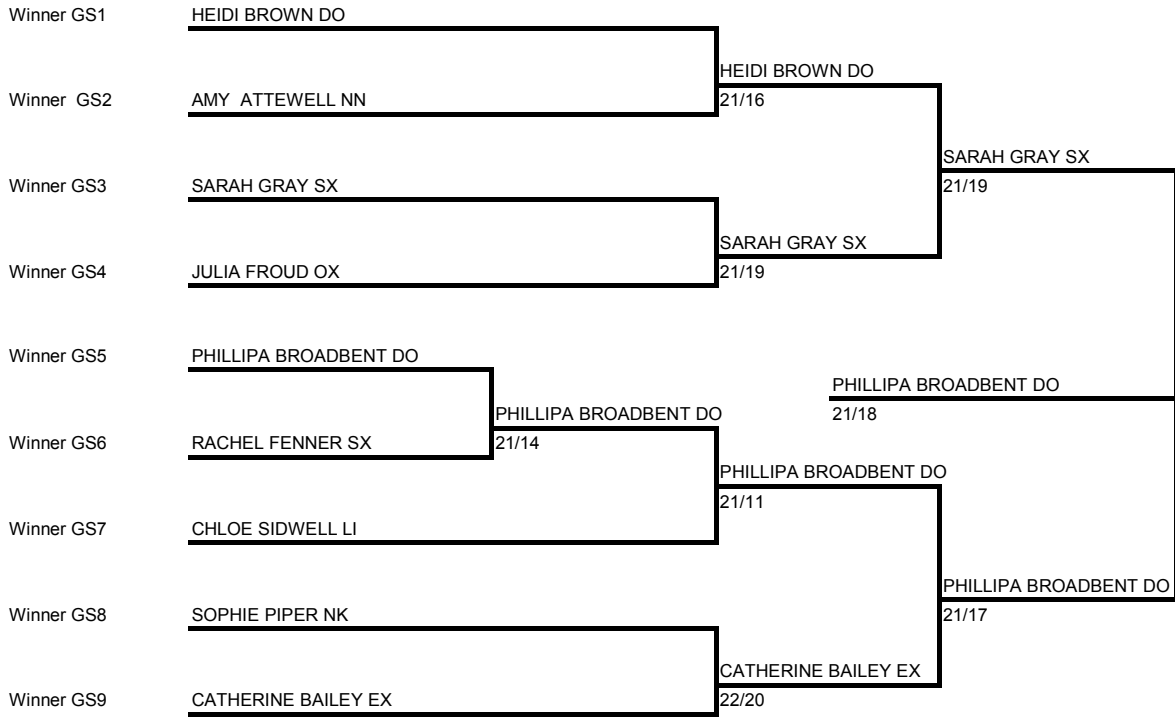 Winner GS1 HEIDI BROWN DO
HEIDI BROWN DO
Winner  GS2 AMY  ATTEWELL NN 21/16
SARAH GRAY SX
Winner GS3 SARAH GRAY SX 21/19
SARAH GRAY SX
Winner GS4 JULIA FROUD OX 21/19
Winner GS5 PHILLIPA BROADBENT DO
PHILLIPA BROADBENT DO
PHILLIPA BROADBENT DO 21/18
Winner GS6 RACHEL FENNER SX 21/14
PHILLIPA BROADBENT DO
21/11
Winner GS7 CHLOE SIDWELL LI
PHILLIPA BROADBENT DO
Winner GS8 SOPHIE PIPER NK 21/17
CATHERINE BAILEY EX
Winner GS9 CATHERINE BAILEY EX 22/20